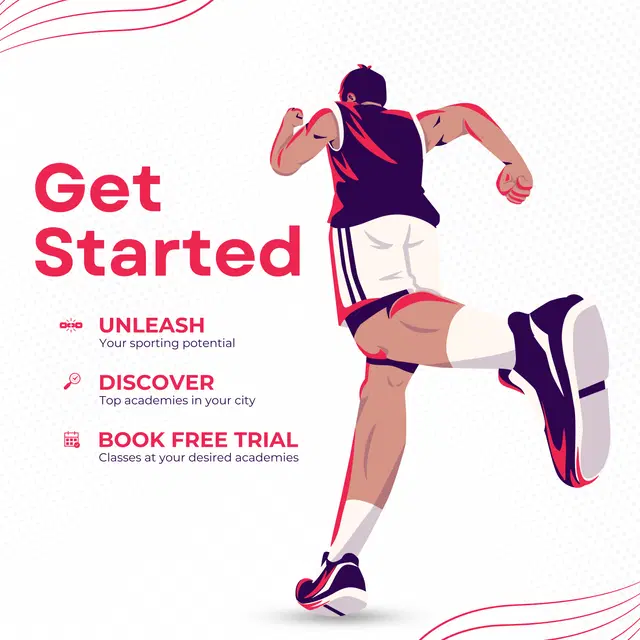 Get
Started
UNLEASH
Your sporting potential
DISCOVER
Top academies in your city
BOOK FREE TRIAL
Classes at your desired academies